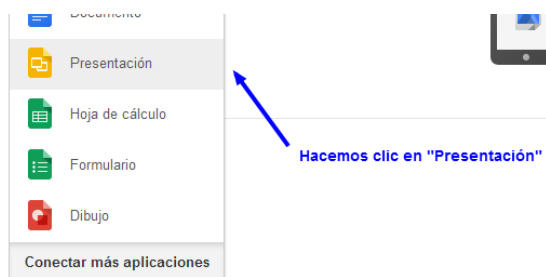 Documento
Presentación
Hoja de cálculo
Hacemos clic en "Presentación"
Formulario
Dibujo
Conectar más aplicaciones